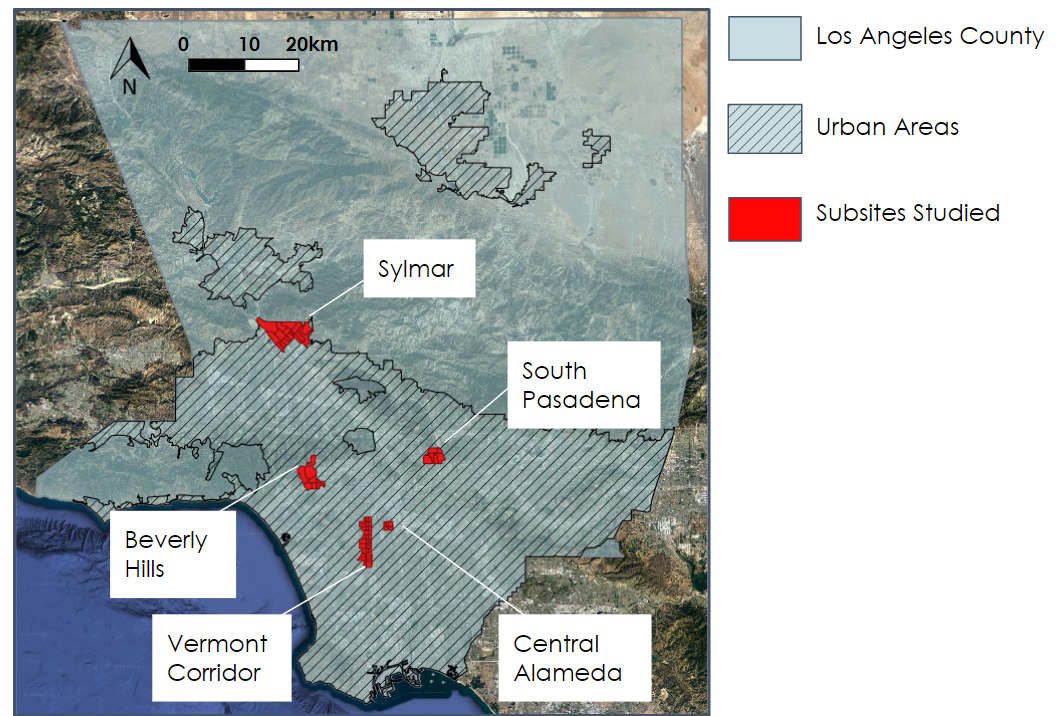 0 10 20km
N
Los Angeles County
Urban Areas
Subsites Studied
Sylmar
South
Pasadena
Beverly
Hills
Vermont
Corridor
Central
Alameda